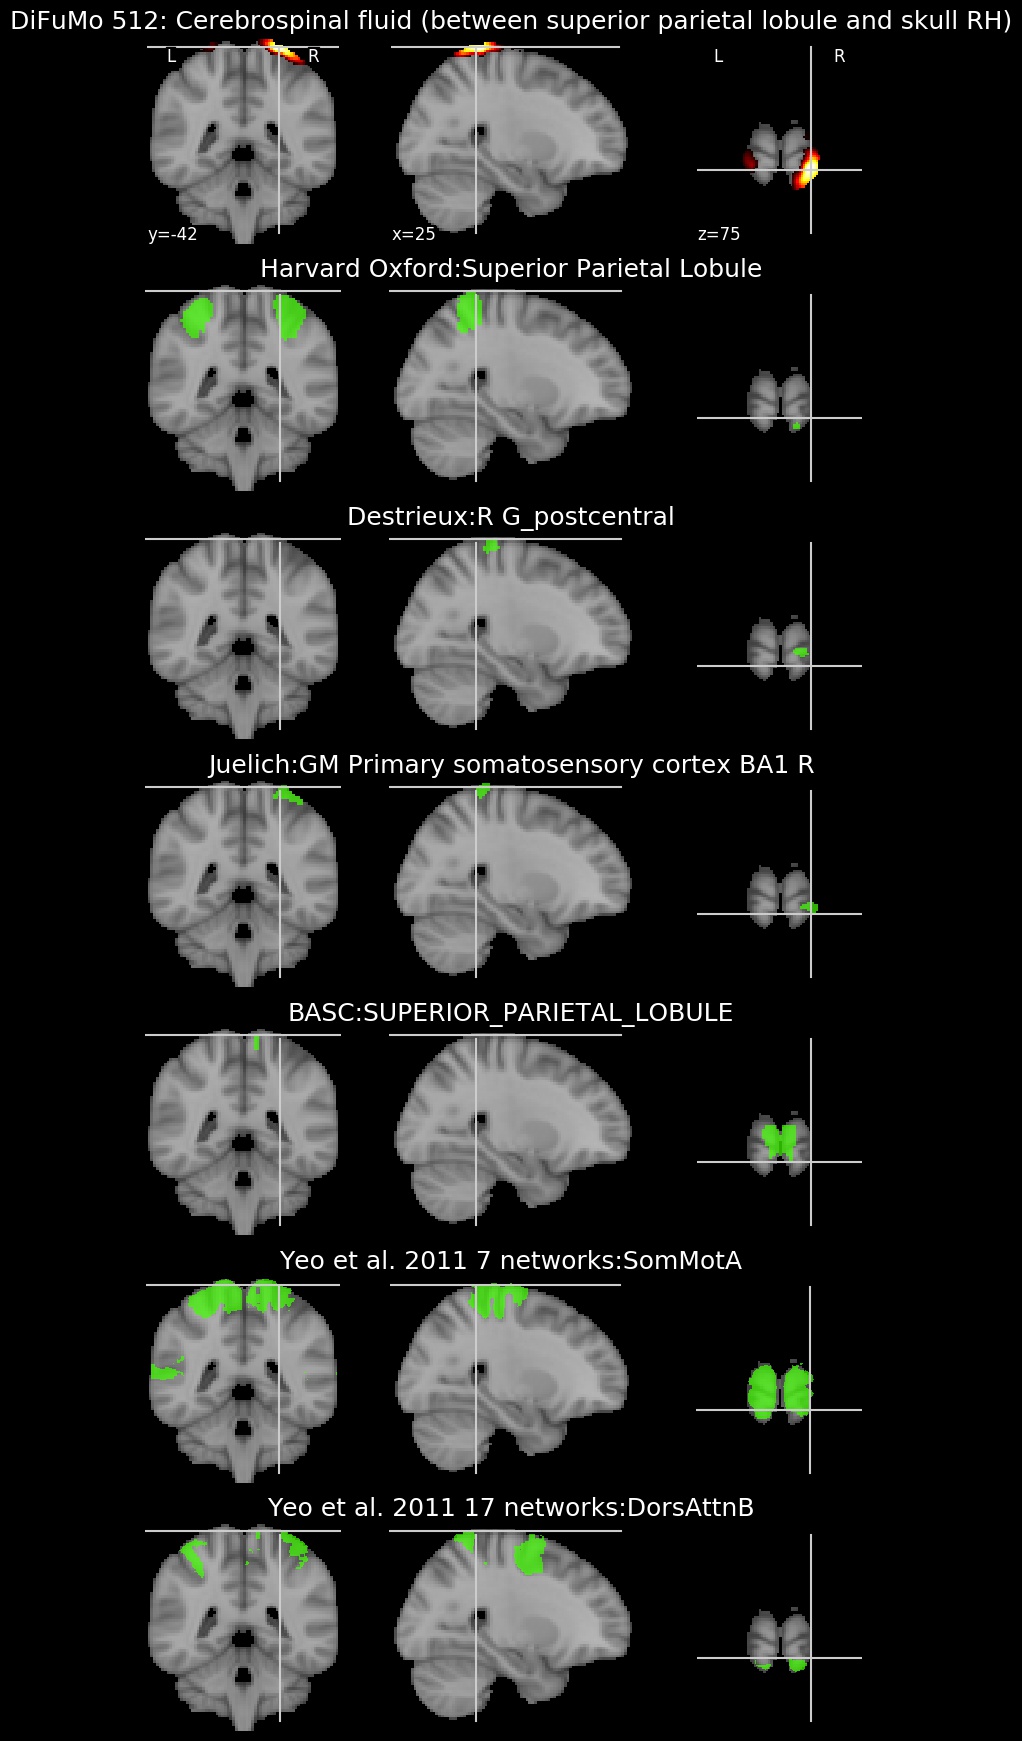 DiFuMo 512: Cerebrospinal fluid (between superior parietal lobule and skull RH)
L R L R
y=-42 x=25 z=75
Harvard Oxford:Superior Parietal Lobule
Destrieux:R G_postcentral
Juelich:GM Primary somatosensory cortex BA1 R
BASC:SUPERIOR_PARIETAL_LOBULE
Yeo et al. 2011 7 networks:SomMotA
Yeo et al. 2011 17 networks:DorsAttnB